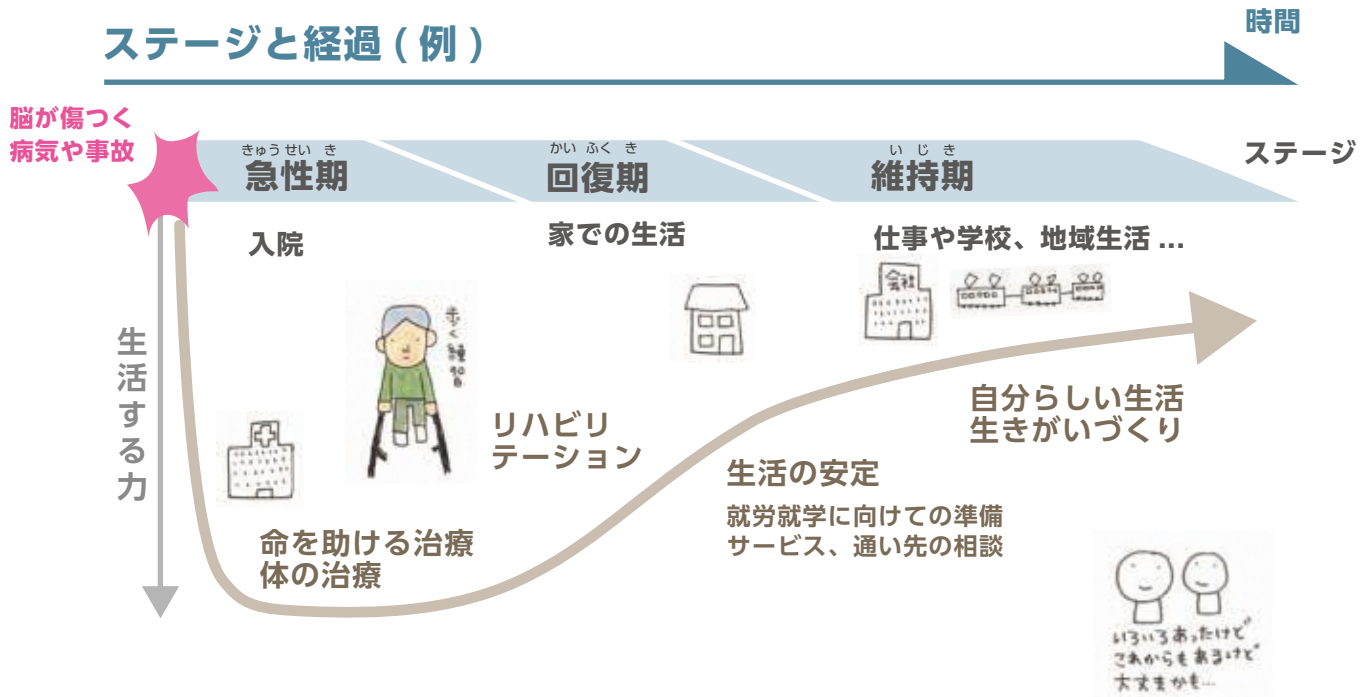 ステージと経過 ( 例 )
時間
脳が傷つく
病気や事故
きゅう せい き
急性期
かい ふく き
回復期
い じ き
維持期
ステージ
入院
家での生活
仕事や学校、地域生活 ...
会社
生活する力
歩く練習
リハビリ
テーション
自分らしい生活
生きがいづくり
生活の安定
就労就学に向けての準備
サービス、通い先の相談
命を助ける治療
体の治療
いろいろあったけど
これからもあるけど
大丈夫かも...